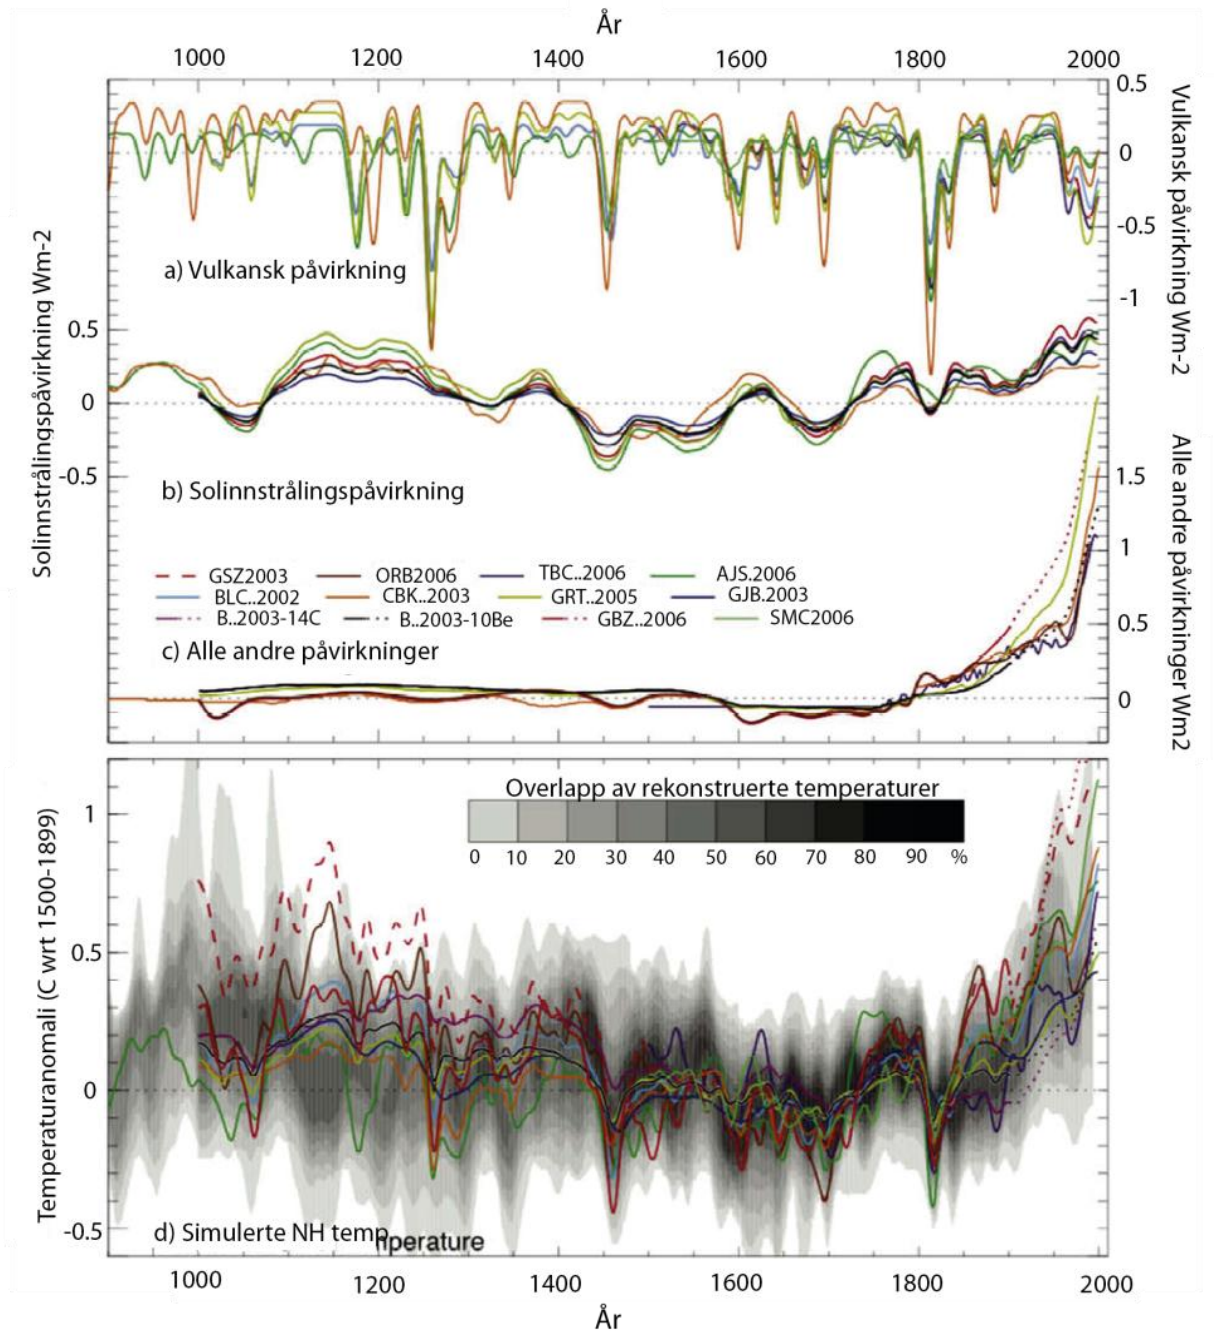 År
1000 1200 1400 1600 1800 2000
0.5
0
-0.5
-1
Vulkansk påvirkning Wm-2
a) Vulkansk påvirkning
Solinnstrålingspåvirkning Wm-2
0.5
0
-0.5
b) Solinnstrålingspåvirkning
1.5
1
0.5
0
Alle andre påvirkninger Wm2
GSZ2003 ORB2006 TBC..2006 AJS.2006
BLC..2002 CBK..2003 GRT..2005 GJB.2003
B..2003-14C B..2003-10Be GBZ..2006 SMC2006
c) Alle andre påvirkninger
Overlapp av rekonstruerte temperaturer
0 10 20 30 40 50 60 70 80 90 %
Temperaturanomali (C wrt 1500-1899)
1
0.5
0
-0.5
d) Simulerte NH temp
nperature
1000 1200 1400 1600 1800 2000
År